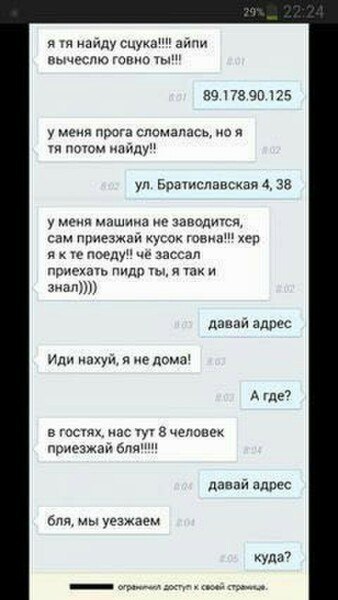 29% 22:24
я тя найду сцука!!!! айпи
вычеслю говно ты!!!
8:01
8:01
89.178.90.125
у меня прога сломалась, но я
тя потом найду!!
8:02
8:02
ул. Братиславская 4, 38
у меня машина не заводится,
сам приезжай кусок говна!!! хер
я к те поеду!! чё зассал
приехать пидр ты, я так и
знал))))
8:02
8:03
давай адрес
Иди нахуй, я не дома!
8:03
8:03
А где?
в гостях, нас тут 8 человек
приезжай бля!!!!!
8:04
8:04
давай адрес
бля, мы уезжаем
8:04
8:05
куда?
ограничил доступ к своей странице.